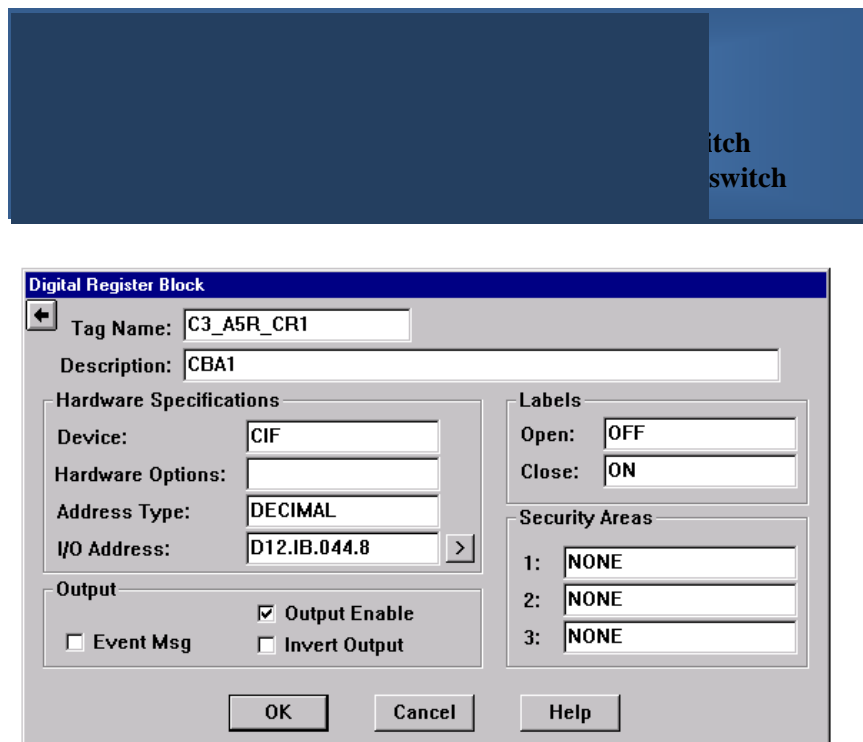 switch
Digital Register Block
Tag Name: C3_A5R_CR1
Description: CBA1
Hardware Specifications
Device: CIF
Hardware Options:
Address Type: DECIMAL
I/O Address: D12.IB.044.8 >
Labels
Open: OFF
Close: ON
Security Areas
1: NONE
2: NONE
3: NONE
Output
Output Enable
Event Msg
Invert Output
OK Cancel Help